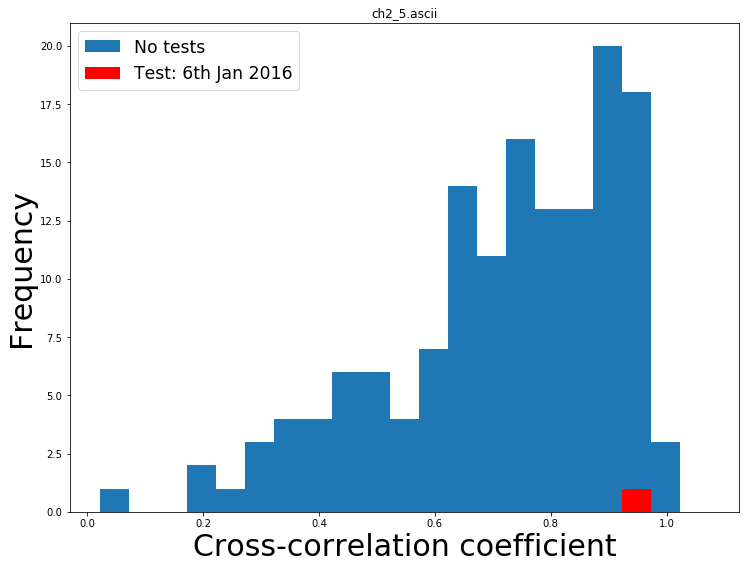 ch2_5.ascii
No tests
Test: 6th Jan 2016
Frequency
20.0
17.5
15.0
12.5
10.0
7.5
5.0
2.5
0.0
0.0 0.2 0.4 0.6 0.8 1.0
Cross-correlation coefficient